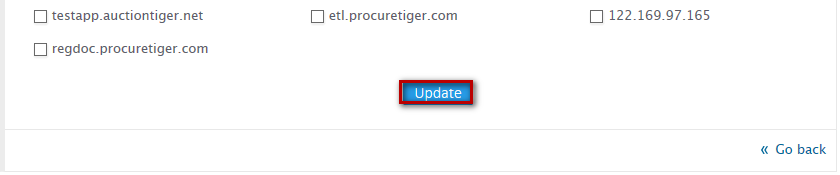 testapp.auctiontiger.net etl.procuretiger.com 122.169.97.165
regdoc.procuretiger.com
Update
« Go back